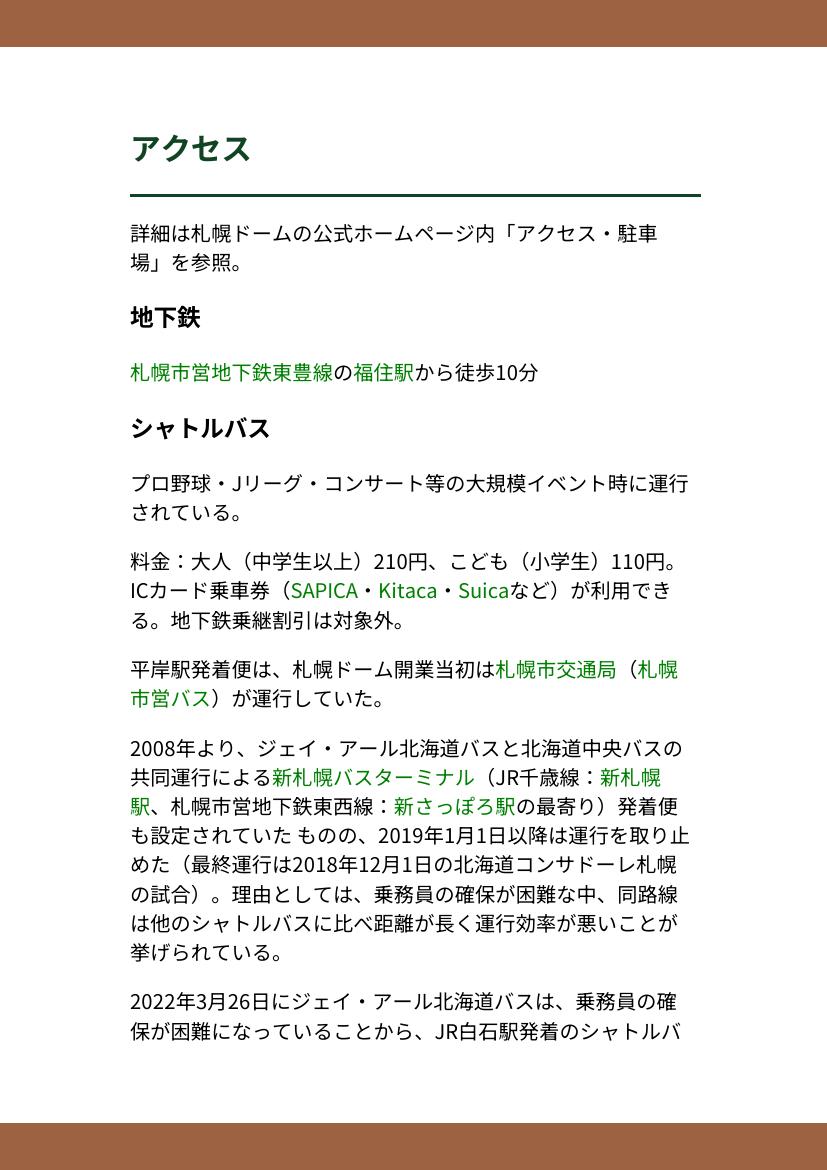 アクセス
詳細は札幌ドームの公式ホームページ内「アクセス・駐車
場」を参照。
地下鉄
札幌市営地下鉄東豊線の福住駅から徒歩10分
シャトルバス
プロ野球・Jリーグ・コンサート等の大規模イベント時に運行
されている。
料金：大人（中学生以上）210円、こども（小学生）110円。
ICカード乗車券（SAPICA・Kitaca・Suicaなど）が利用でき
る。地下鉄乗継割引は対象外。
平岸駅発着便は、札幌ドーム開業当初は札幌市交通局（札幌
市営バス）が運行していた。
2008年より、ジェイ・アール北海道バスと北海道中央バスの
共同運行による新札幌バスターミナル（JR千歳線：新札幌
駅、札幌市営地下鉄東西線：新さっぽろ駅の最寄り）発着便
も設定されていた ものの、2019年1月1日以降は運行を取り止
めた（最終運行は2018年12月1日の北海道コンサドーレ札幌
の試合）。理由としては、乗務員の確保が困難な中、同路線
は他のシャトルバスに比べ距離が長く運行効率が悪いことが
挙げられている。
2022年3月26日にジェイ・アール北海道バスは、乗務員の確
保が困難になっていることから、JR白石駅発着のシャトルバ